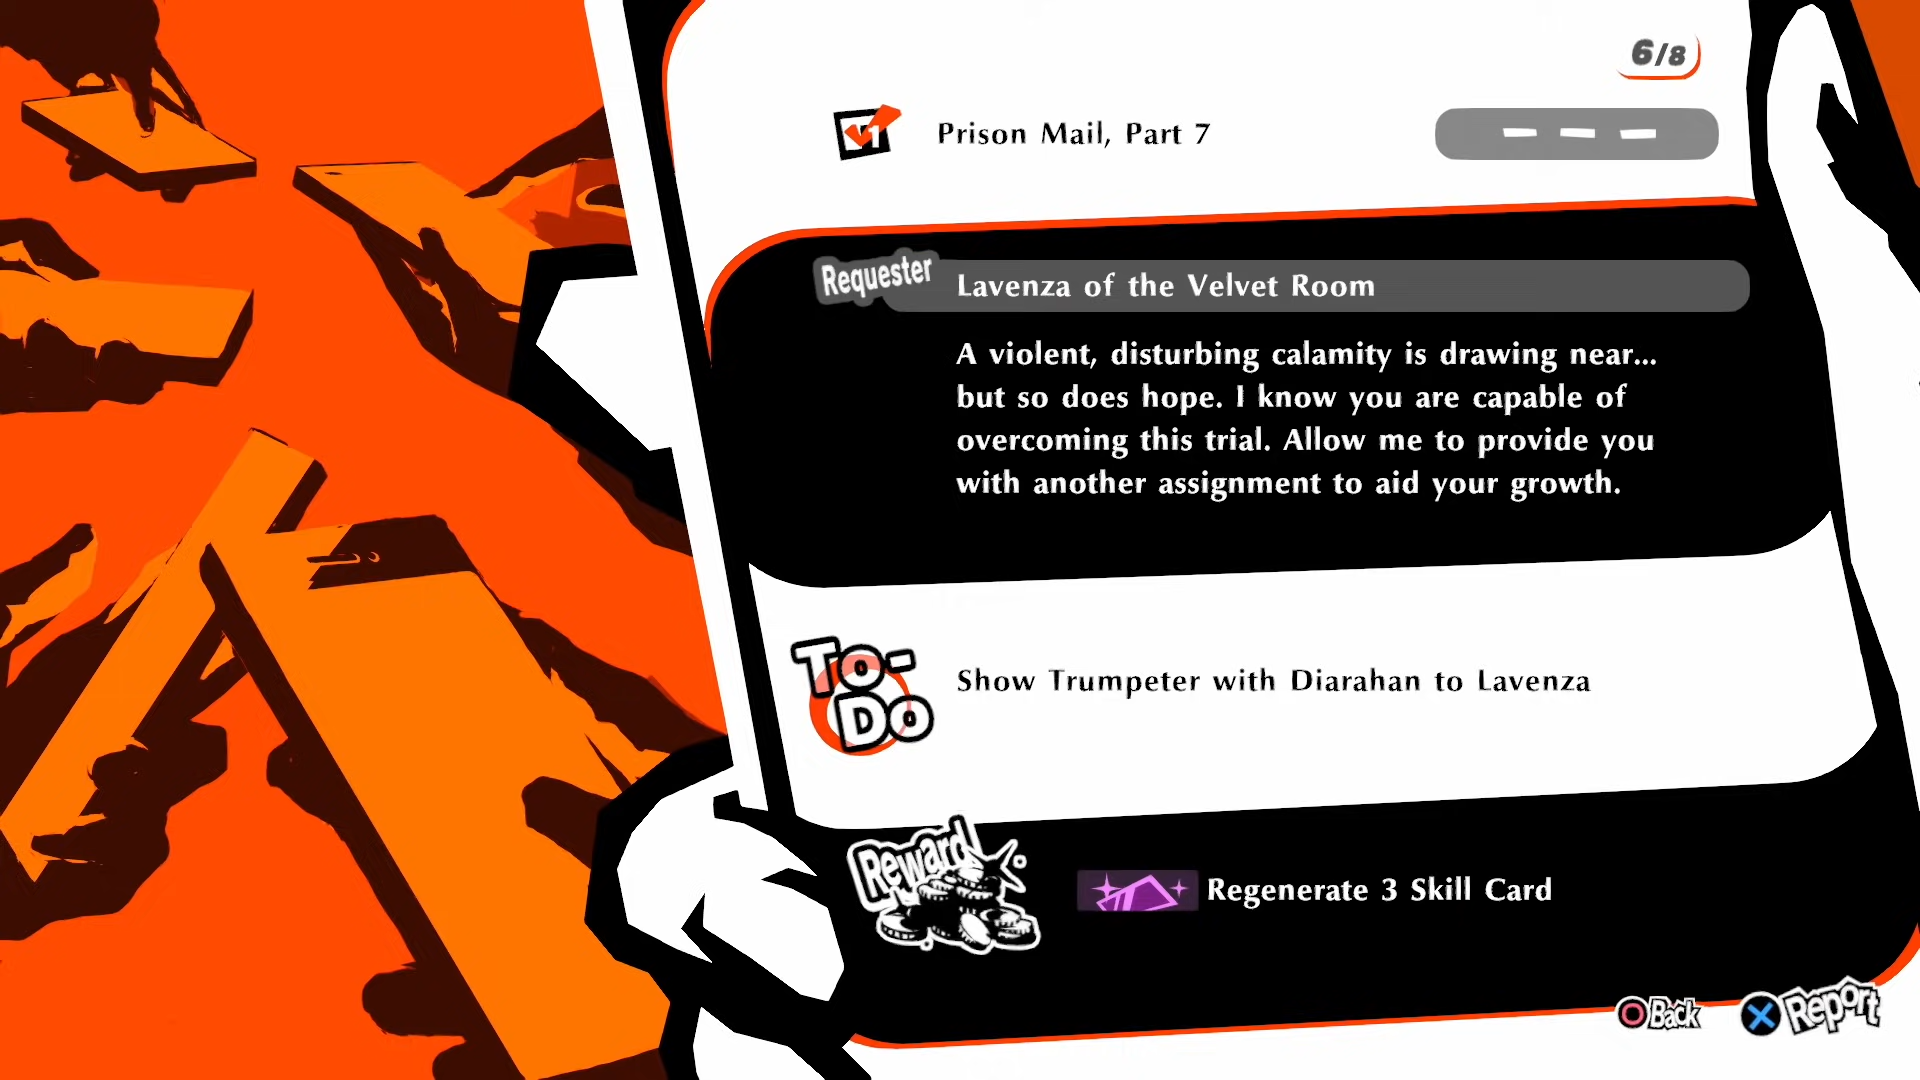 6/8
Prison Mail, Part 7
Requester
Lavenza of the Velvet Room
A violent, disturbing calamity is drawing near...
but so does hope. I know you are capable of
overcoming this trial. Allow me to provide you
with another assignment to aid your growth.
To-
Do
Show Trumpeter with Diarahan to Lavenza
Reward
Regenerate 3 Skill Card
Back
Report